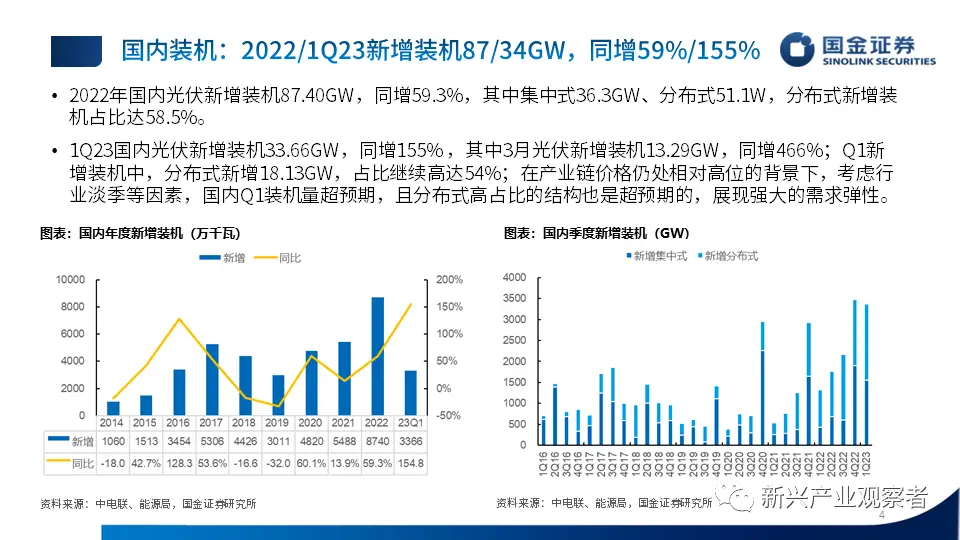 国内装机：2022/1Q23新增装机87/34GW，同增59%/155%
国金证券
SINOLINK SECURITIES
• 2022年国内光伏新增装机87.40GW，同增59.3%，其中集中式36.3GW、分布式51.1W，分布式新增装
机占比达58.5%。
• 1Q23国内光伏新增装机33.66GW，同增155%，其中3月光伏新增装机13.29GW，同增466%；Q1新
增装机中，分布式新增18.13GW，占比继续高达54%；在产业链价格仍处相对高位的背景下，考虑行
业淡季等因素，国内Q1装机量超预期，且分布式高占比的结构也是超预期的，展现强大的需求弹性。
图表：国内年度新增装机（万千瓦）
新增 同比
10000
8000
6000
4000
2000
0
200%
150%
100%
50%
0%
-50%
2014 2015 2016 2017 2018 2019 2020 2021 2022 23Q1
新增 1060 1513 3454 5306 4426 3011 4820 5488 8740 3366
同比 -18.0 42.7% 128.3 53.6% -16.6 -32.0 60.1% 13.9% 59.3% 154.8
资料来源：中电联、能源局，国金证券研究所
图表：国内季度新增装机（GW）
新增集中式 新增分布式
4000
3500
3000
2500
2000
1500
1000
500
0
1Q16 2Q16 3Q16 4Q16 1Q17 2Q17 3Q17 4Q17 1Q18 2Q18 3Q18 4Q18 1Q19 2Q19 3Q19 4Q19 1Q20 2Q20 3Q20 4Q20 1Q21 2Q21 3Q21 4Q21 1Q22 2Q22 3Q22 4Q22 1Q23
资料来源：中电联、能源局，国金证券研究所
新兴产业观察者
4